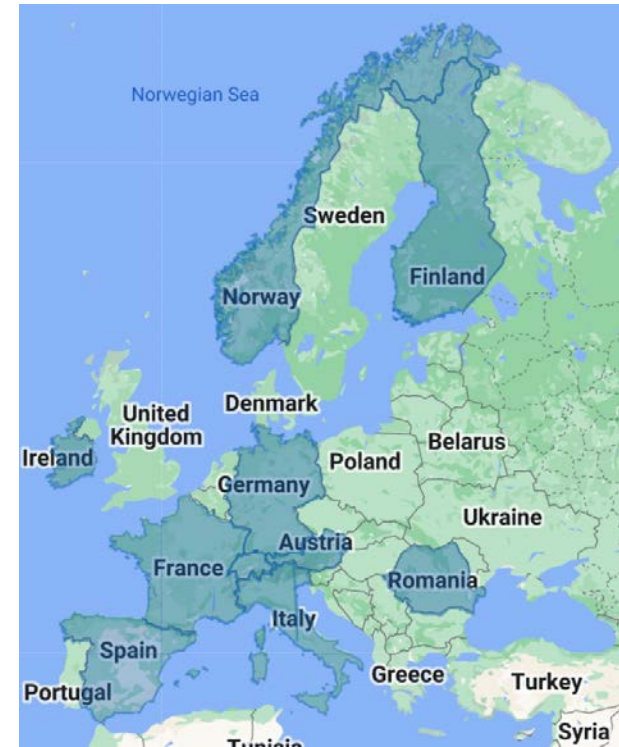 Norwegian Sea
Sweden
Finland
Norway
Denmark
United
Kingdom
Ireland
Belarus
Poland
Germany
Ukraine
Austria
France
Romania
Italy
Spain
Greece
Turkey
Portugal
Syria
Tunisia